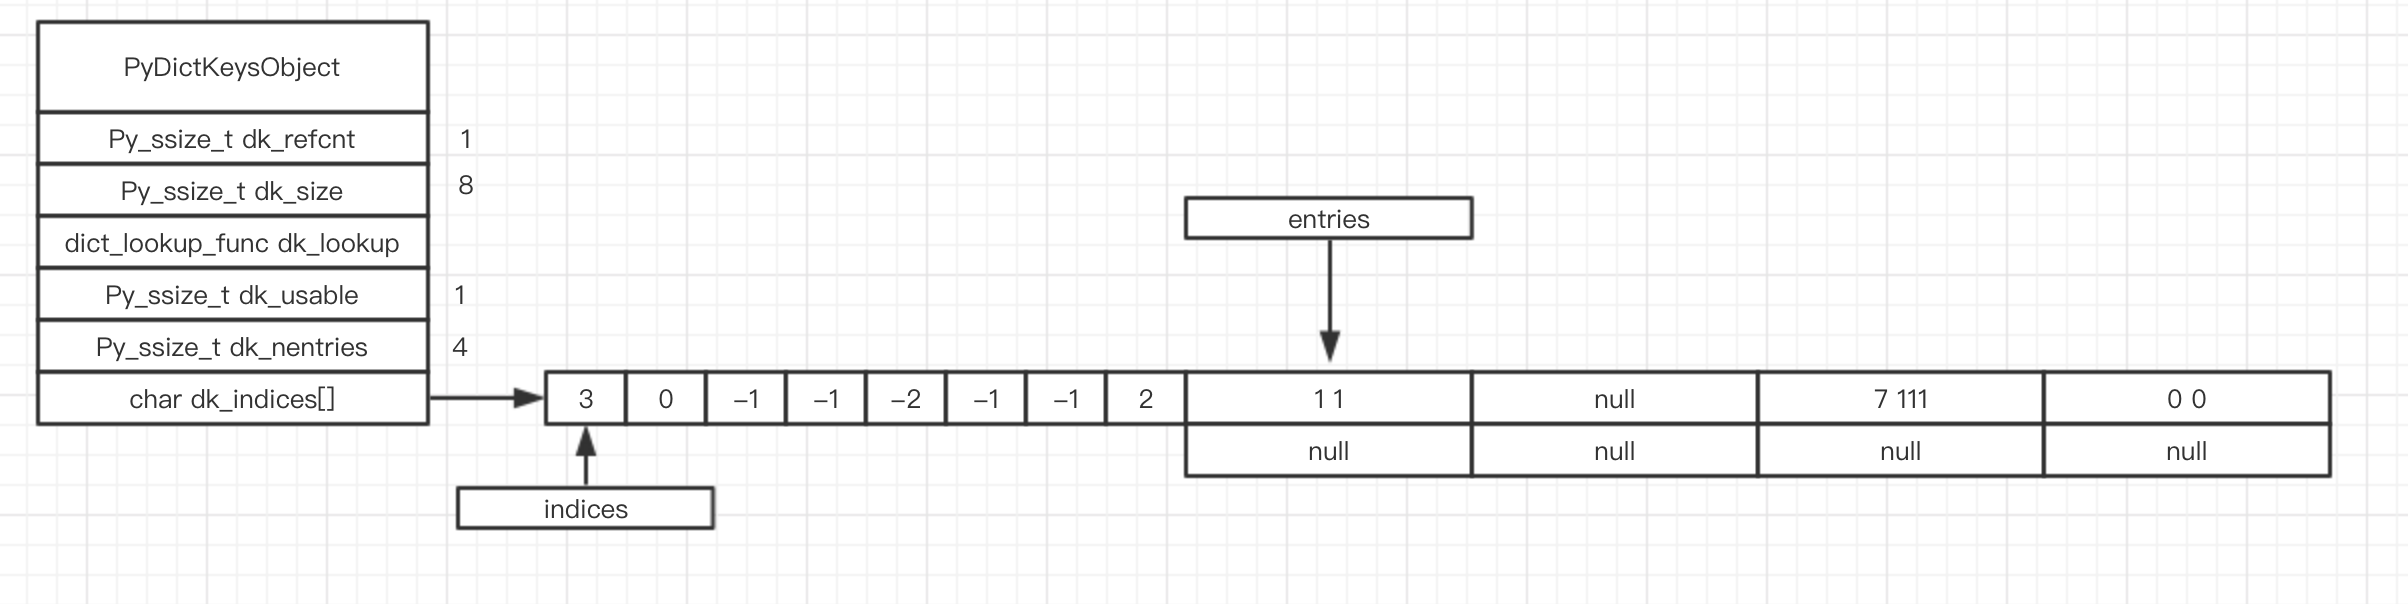 PyDictKeysObject
Py_ssize_t dk_refcnt 1
Py_ssize_t dk_size 8
entries
dict_lookup_func dk_lookup
Py_ssize_t dk_usable 1
Py_ssize_t dk_nentries 4
char dk_indices[] 3 0 -1 -1 -2 -1 -1 2 1 1 null 7 111 0 0
null null null null
indices